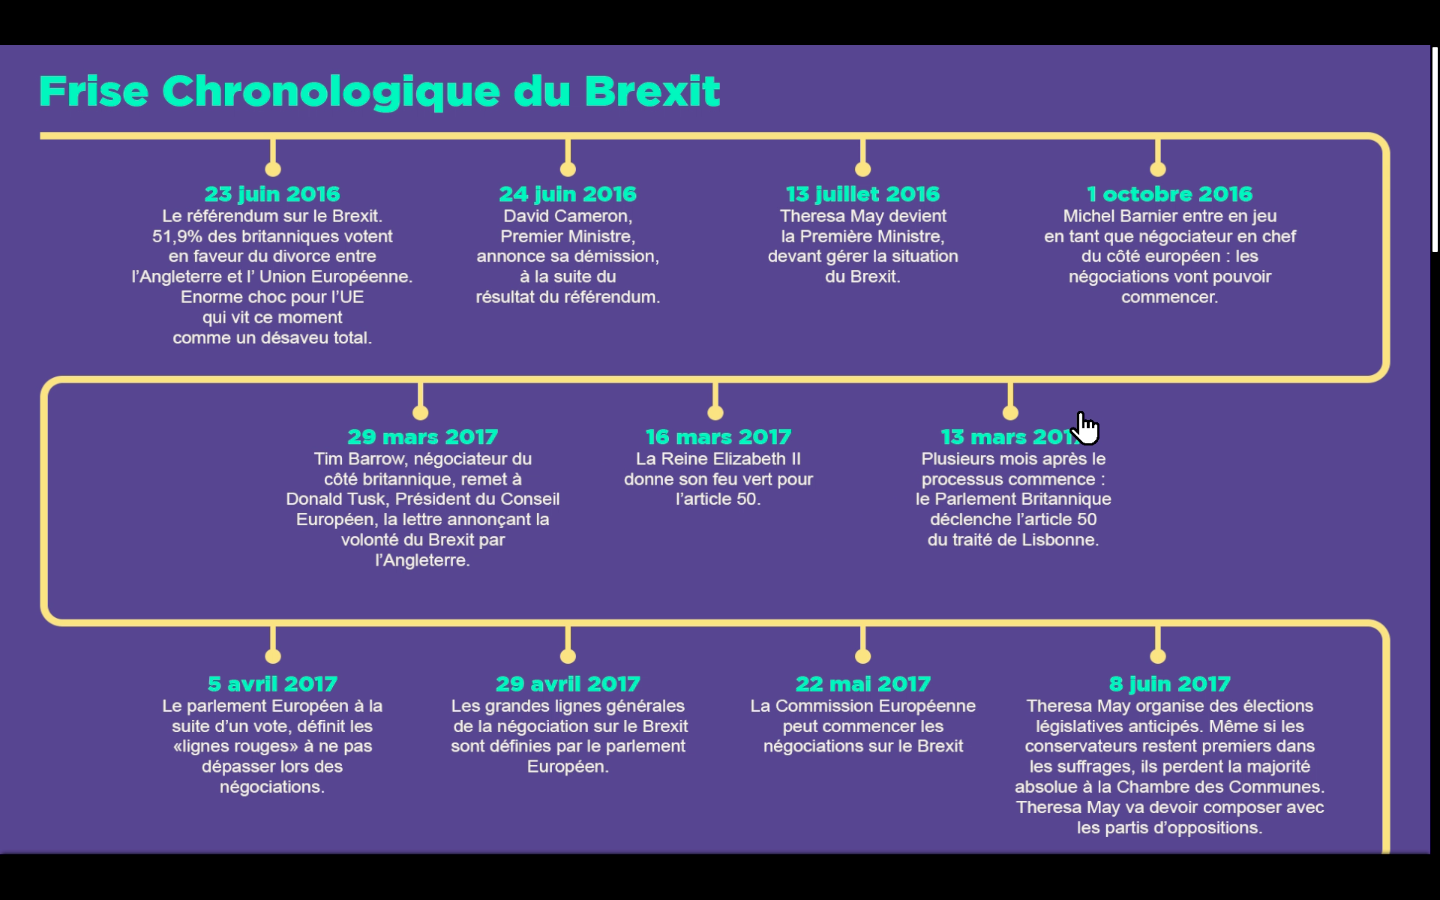 Frise Chronologique du Brexit
23 juin 2016
Le référendum sur le Brexit.
51,9% des britanniques votent
en faveur du divorce entre
l’Angleterre et l’ Union Européenne.
Enorme choc pour l’UE
qui vit ce moment
comme un désaveu total.
24 juin 2016
David Cameron,
Premier Ministre,
annonce sa démission,
à la suite du
résultat du référendum.
13 juillet 2016
Theresa May devient
la Première Ministre,
devant gérer la situation
du Brexit.
1 octobre 2016
Michel Barnier entre en jeu
en tant que négociateur en chef
du côté européen : les
négociations vont pouvoir
commencer.
13 mars 2017
Plusieurs mois après le
processus commence :
le Parlement Britannique
déclenche l’article 50
du traité de Lisbonne.
16 mars 2017
La Reine Elizabeth II
donne son feu vert pour
l’article 50.
29 mars 2017
Tim Barrow, négociateur du
côté britannique, remet à
Donald Tusk, Président du Conseil
Européen, la lettre annonçant la
volonté du Brexit par
l’Angleterre.
5 avril 2017
Le parlement Européen à la
suite d’un vote, définit les
«lignes rouges» à ne pas
dépasser lors des
négociations.
29 avril 2017
Les grandes lignes générales
de la négociation sur le Brexit
sont définies par le parlement
Européen.
22 mai 2017
La Commission Européenne
peut commencer les
négociations sur le Brexit
8 juin 2017
Theresa May organise des élections
législatives anticipés. Même si les
conservateurs restent premiers dans
les suffrages, ils perdent la majorité
absolue à la Chambre des Communes.
Theresa May va devoir composer avec
les partis d’oppositions.